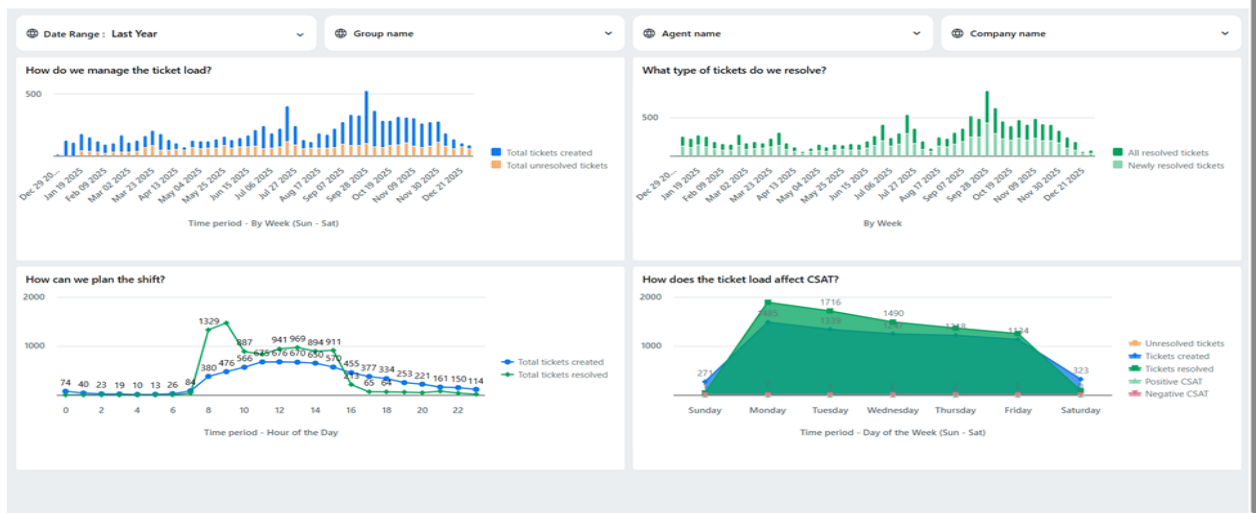 Date Range : Last Year
Group name
Agent name
Company name
How do we manage the ticket load?
500
Dec 29 20...
Jan 19 2025
Feb 09 2025
Mar 02 2025
Mar 23 2025
Apr 13 2025
May 04 2025
May 25 2025
Jun 15 2025
Jul 06 2025
Jul 27 2025
Aug 17 2025
Sep 07 2025
Sep 28 2025
Oct 19 2025
Nov 09 2025
Nov 30 2025
Dec 21 2025
Time period - By Week (Sun - Sat)
Total tickets created
Total unresolved tickets
What type of tickets do we resolve?
500
Dec 29 20...
Jan 19 2025
Feb 09 2025
Mar 02 2025
Mar 23 2025
Apr 13 2025
May 04 2025
May 25 2025
Jun 15 2025
Jul 06 2025
Jul 27 2025
Aug 17 2025
Sep 07 2025
Sep 28 2025
Oct 19 2025
Nov 09 2025
Nov 30 2025
Dec 21 2025
By Week
All resolved tickets
Newly resolved tickets
How can we plan the shift?
2000
1000
1329
887
941 969 894 911
74 40 23 19 10 13 26 84 380 476 566 675 676 670 650 570 455 377 334 253 221 161 150 114
213 65 64
0 2 4 6 8 10 12 14 16 18 20 22
Time period - Hour of the Day
Total tickets created
Total tickets resolved
How does the ticket load affect CSAT?
2000
1000
1716
1490
271
1485
1339
1247
1134
323
Sunday Monday Tuesday Wednesday Thursday Friday Saturday
Time period - Day of the Week (Sun - Sat)
Unresolved tickets
Tickets created
Tickets resolved
Positive CSAT
Negative CSAT